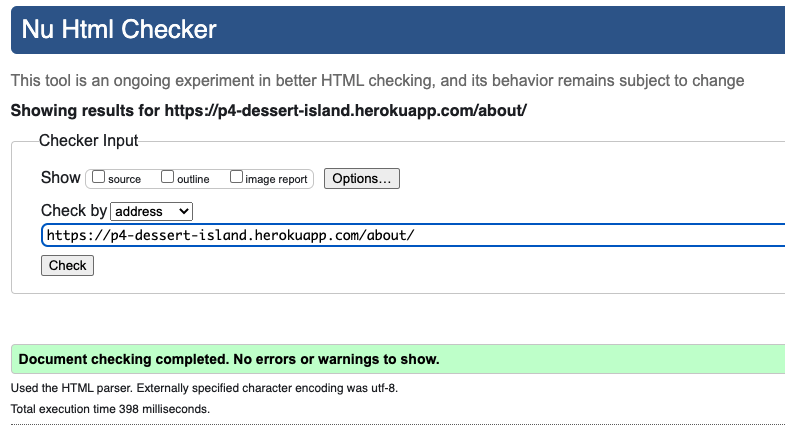 Nu Html Checker
This tool is an ongoing experiment in better HTML checking, and its behavior remains subject to change
Showing results for https://p4-dessert-island.herokuapp.com/about/
Checker Input
Show source outline image report Options...
Check by address
https://p4-dessert-island.herokuapp.com/about/
Check
Document checking completed. No errors or warnings to show.
Used the HTML parser. Externally specified character encoding was utf-8.
Total execution time 398 milliseconds.